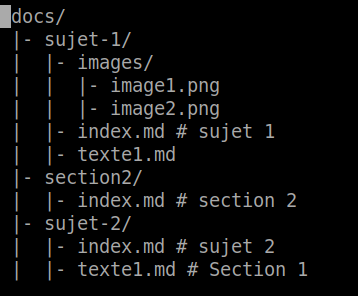 docs/
|- sujet-1/
|  |- images/
|  |  |- image1.png
|  |  |- image2.png
|  |- index.md # sujet 1
|  |- texte1.md
|- section2/
|  |- index.md # section 2
|- sujet-2/
|  |- index.md # sujet 2
|  |- texte1.md # Section 1